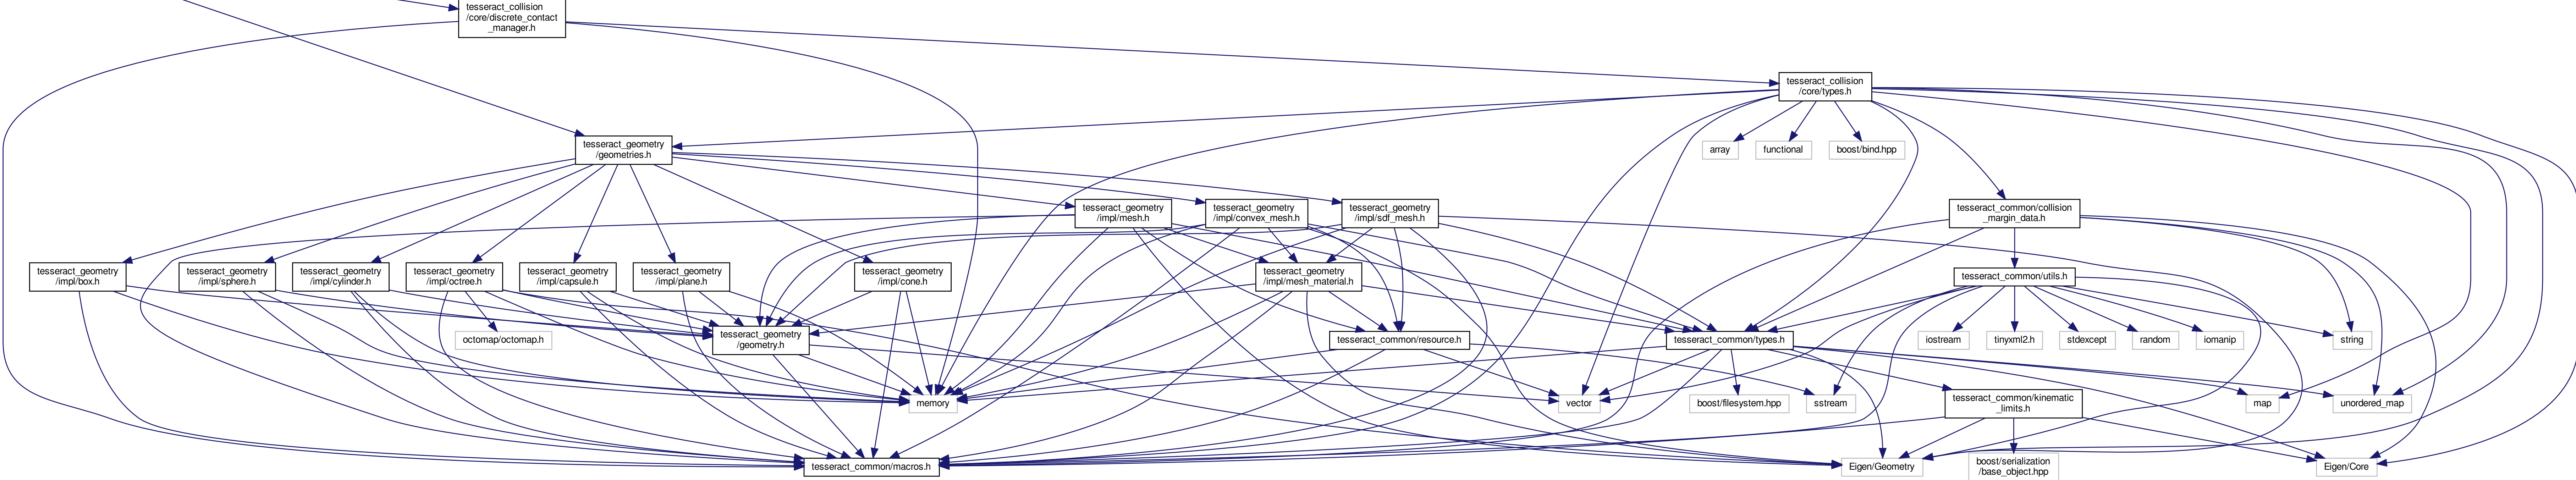 tesseract_collision
/core/discrete_contact
_manager.h
tesseract_collision
/core/types.h
tesseract_geometry
/geometries.h
array
functional
boost/bind.hpp
tesseract_geometry
/impl/mesh.h
tesseract_geometry
/impl/convex_mesh.h
tesseract_geometry
/impl/sdf_mesh.h
tesseract_common/collision
_margin_data.h
tesseract_geometry
/impl/box.h
tesseract_geometry
/impl/sphere.h
tesseract_geometry
/impl/cylinder.h
tesseract_geometry
/impl/octree.h
tesseract_geometry
/impl/capsule.h
tesseract_geometry
/impl/plane.h
tesseract_geometry
/impl/cone.h
tesseract_geometry
/impl/mesh_material.h
tesseract_common/utils.h
octomap/octomap.h
tesseract_geometry
/geometry.h
tesseract_common/resource.h
tesseract_common/types.h
iostream
tinyxml2.h
stdexcept
random
iomanip
string
memory
vector
boost/filesystem.hpp
sstream
tesseract_common/kinematic
_limits.h
map
unordered_map
tesseract_common/macros.h
Eigen/Geometry
boost/serialization
/base_object.hpp
Eigen/Core